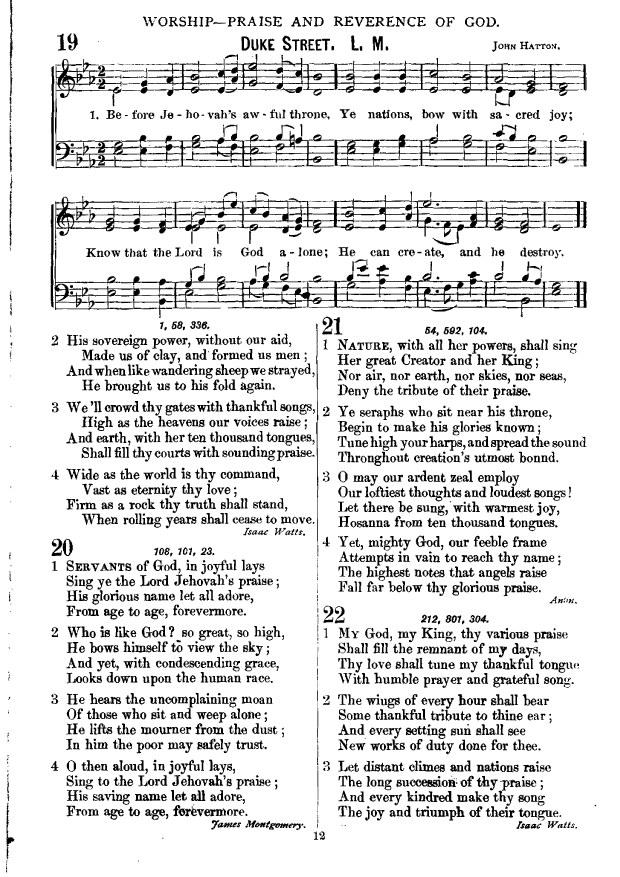 WORSHIP—PRAISE AND REVERENCE OF GOD.
19 DUKE STREET. L. M. JOHN HATTON.
1. Be - fore Je - ho - vah's aw - ful throne, Ye nations, bow with sa - cred joy;
Know that the Lord is God a - lone; He can cre - ate, and he destroy.
1, 58, 336.
2 His sovereign power, without our aid,
Made us of clay, and formed us men;
And when like wandering sheep we strayed,
He brought us to his fold again.
3 We'll crowd thy gates with thankful songs,
High as the heavens our voices raise;
And earth, with her ten thousand tongues,
Shall fill thy courts with sounding praise.
4 Wide as the world is thy command,
Vast as eternity thy love;
Firm as a rock thy truth shall stand,
When rolling years shall cease to move.
Isaac Watts.
20 108, 101, 23.
1 SERVANTS of God, in joyful lays
Sing ye the Lord Jehovah's praise;
His glorious name let all adore,
From age to age, forevermore.
2 Who is like God? so great, so high,
He bows himself to view the sky;
And yet, with condescending grace,
Looks down upon the human race.
3 He hears the uncomplaining moan
Of those who sit and weep alone;
He lifts the mourner from the dust;
In him the poor may safely trust.
4 O then aloud, in joyful lays,
Sing to the Lord Jehovah's praise;
His saving name let all adore,
From age to age, forevermore.
James Montgomery.
21 54, 592, 104.
1 NATURE, with all her powers, shall sing
Her great Creator and her King;
Nor air, nor earth, nor skies, nor seas,
Deny the tribute of their praise.
2 Ye seraphs who sit near his throne,
Begin to make his glories known;
Tune high your harps, and spread the sound
Throughout creation's utmost bound.
3 O may our ardent zeal employ
Our loftiest thoughts and loudest songs!
Let there be sung, with warmest joy,
Hosanna from ten thousand tongues.
4 Yet, mighty God, our feeble frame
Attempts in vain to reach thy name;
The highest notes that angels raise
Fall far below thy glorious praise.
Anon.
22 212, 801, 304.
1 MY God, my King, thy various praise
Shall fill the remnant of my days,
Thy love shall tune my thankful tongue
With humble prayer and grateful song.
2 The wings of every hour shall bear
Some thankful tribute to thine ear;
And every setting sun shall see
New works of duty done for thee.
3 Let distant climes and nations raise
The long succession of thy praise;
And every kindred make thy song
The joy and triumph of their tongue.
Isaac Watts.
12